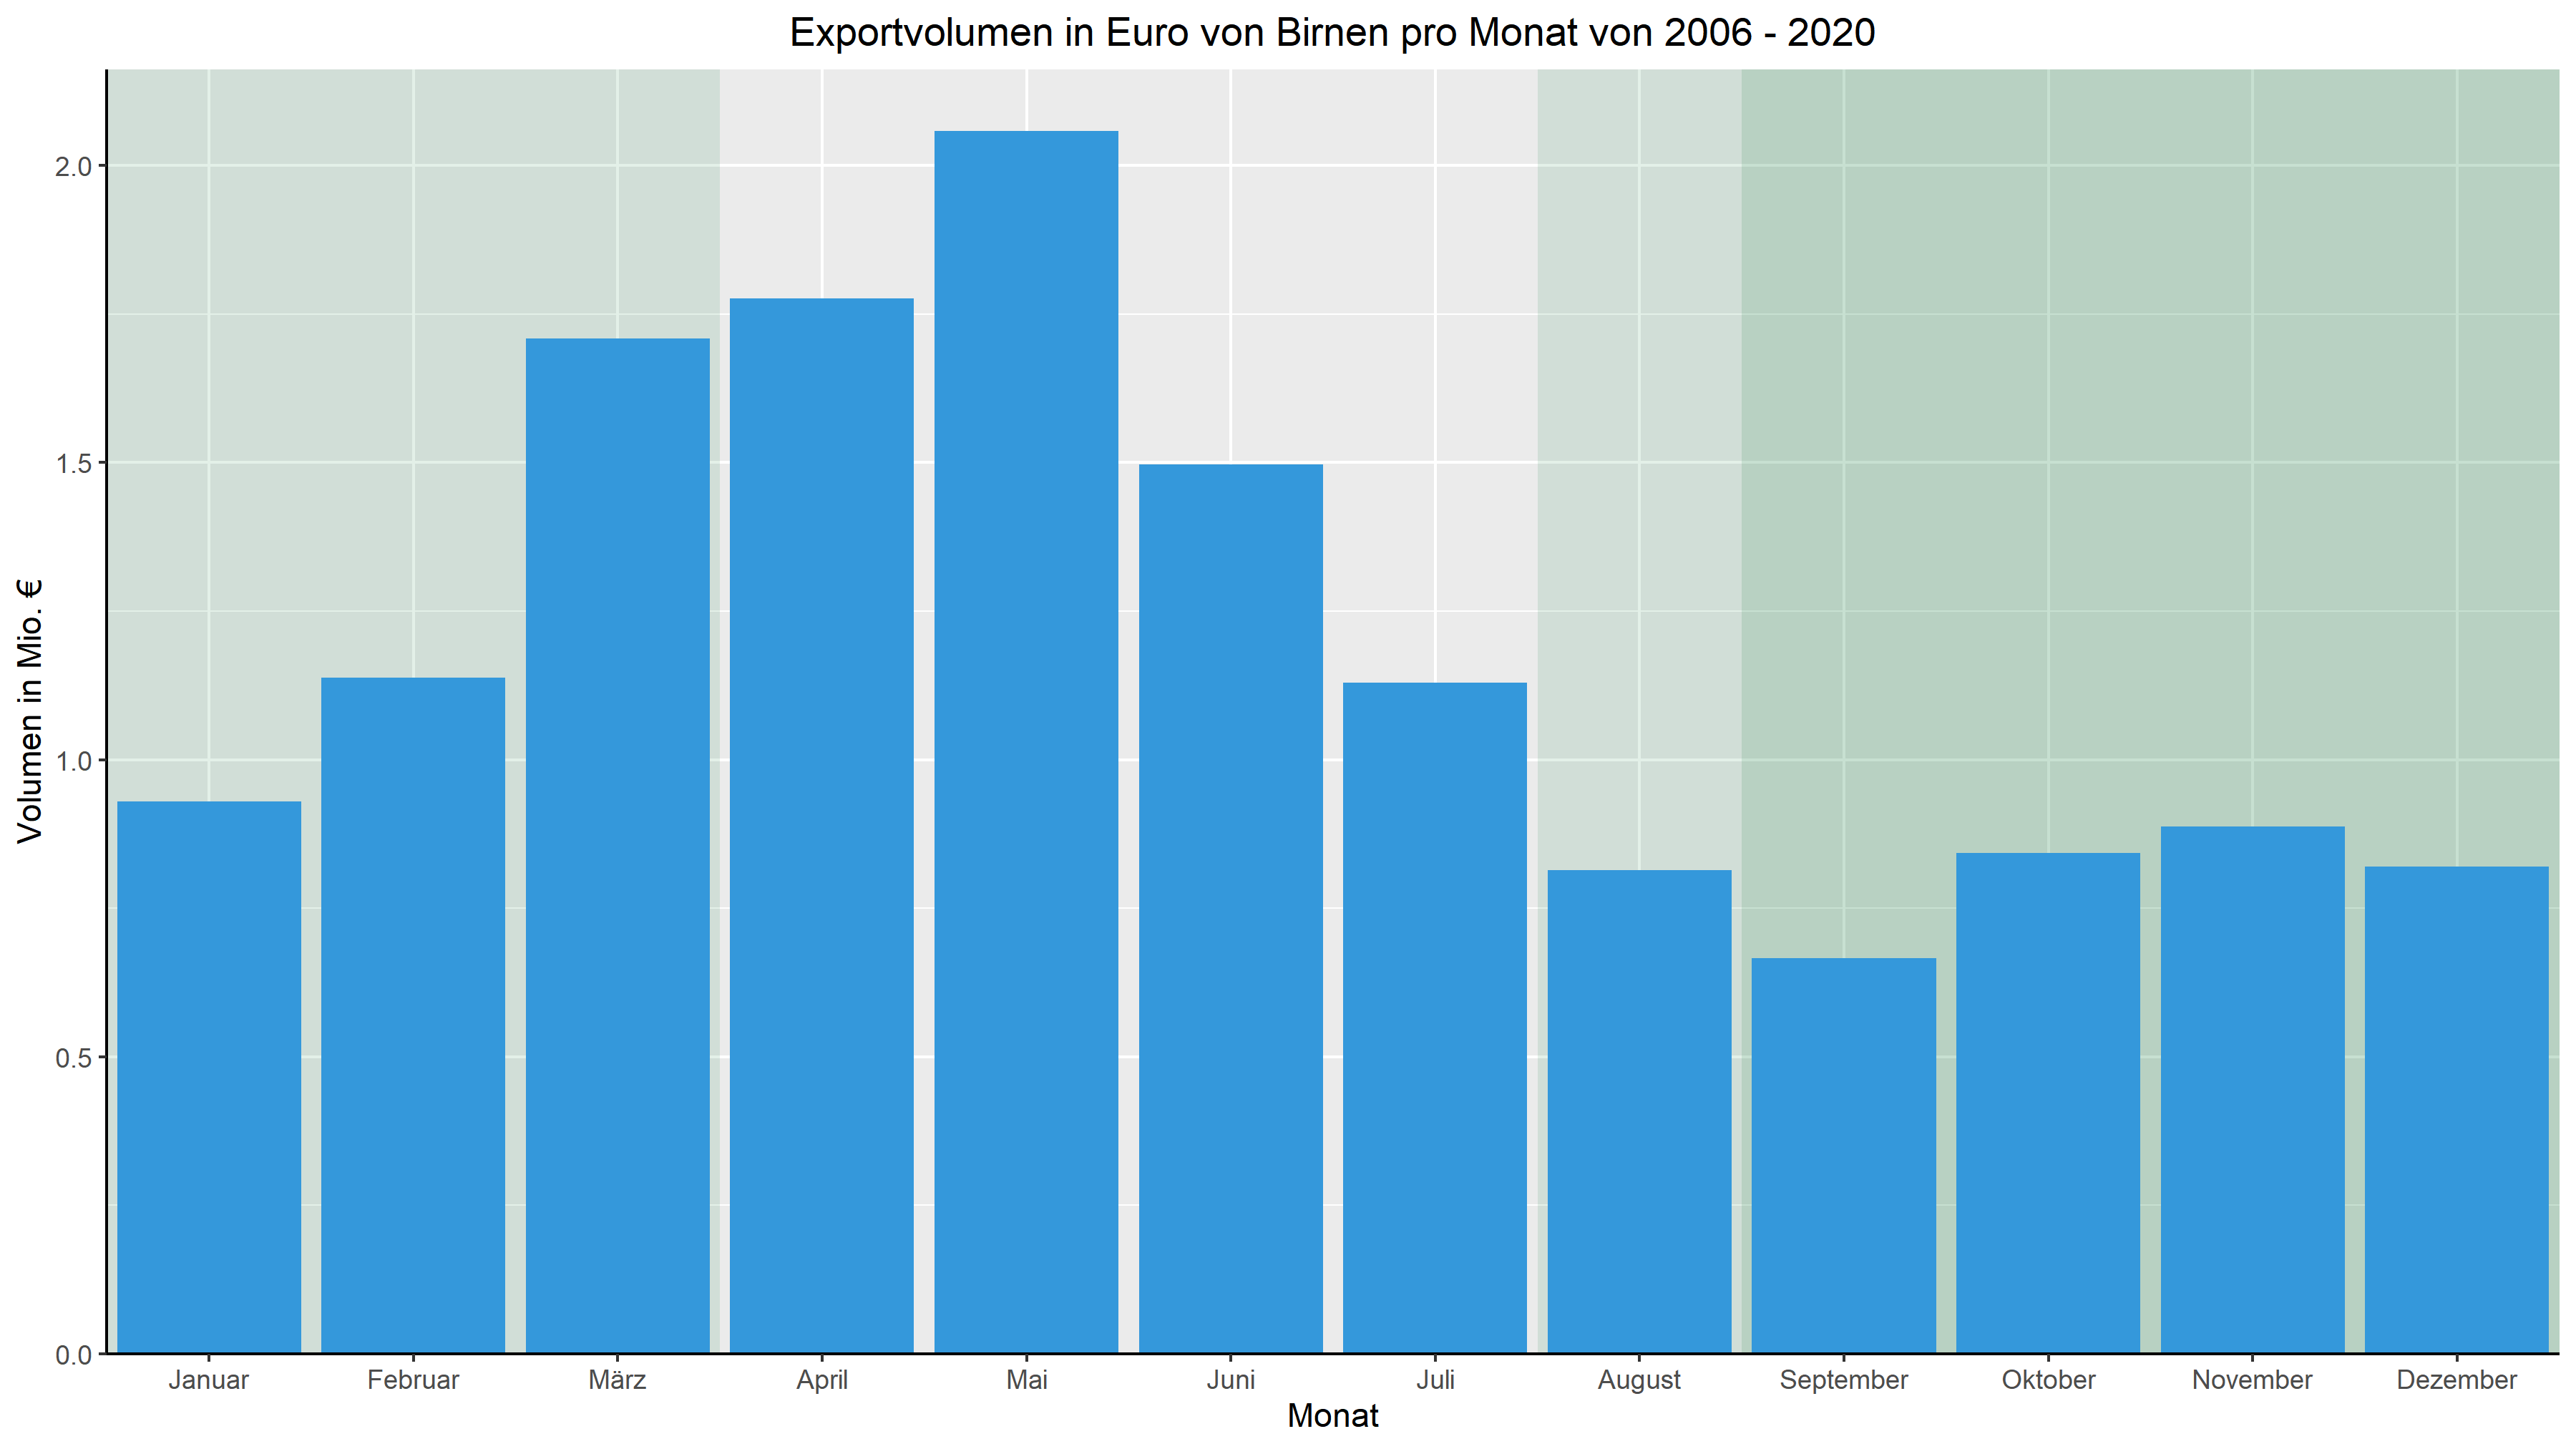 Exportvolumen in Euro von Birnen pro Monat von 2006 - 2020
Volumen in Mio. €
2.0
1.5
1.0
0.5
0.0
Januar Februar März April Mai Juni Juli August September Oktober November Dezember
Monat